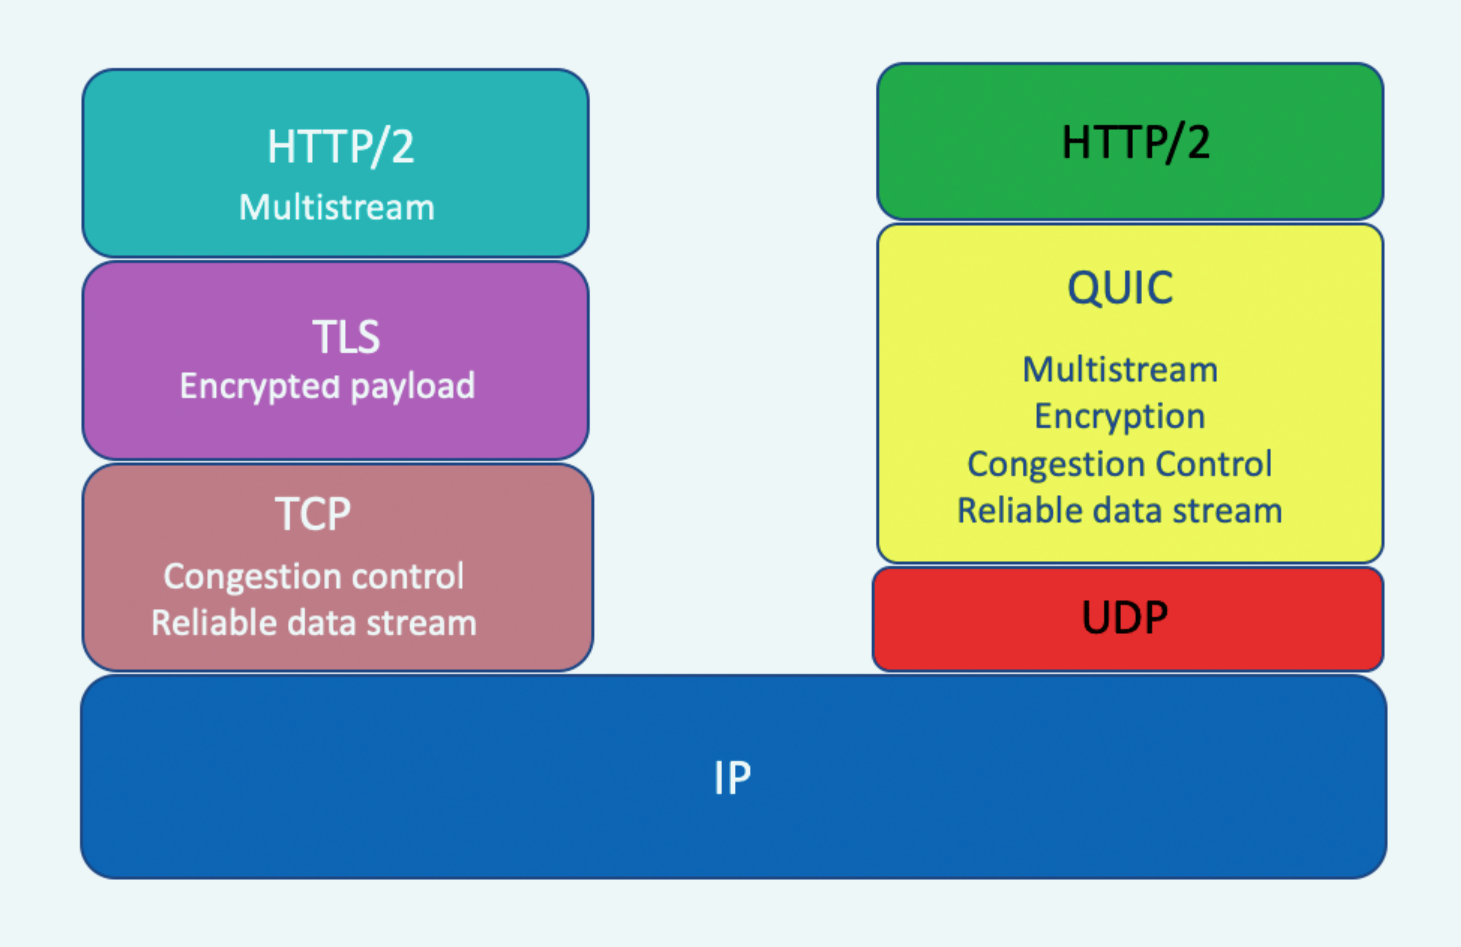 HTTP/2
Multistream
TLS
Encrypted payload
TCP
Congestion control
Reliable data stream
HTTP/2
QUIC
Multistream
Encryption
Congestion Control
Reliable data stream
UDP
IP